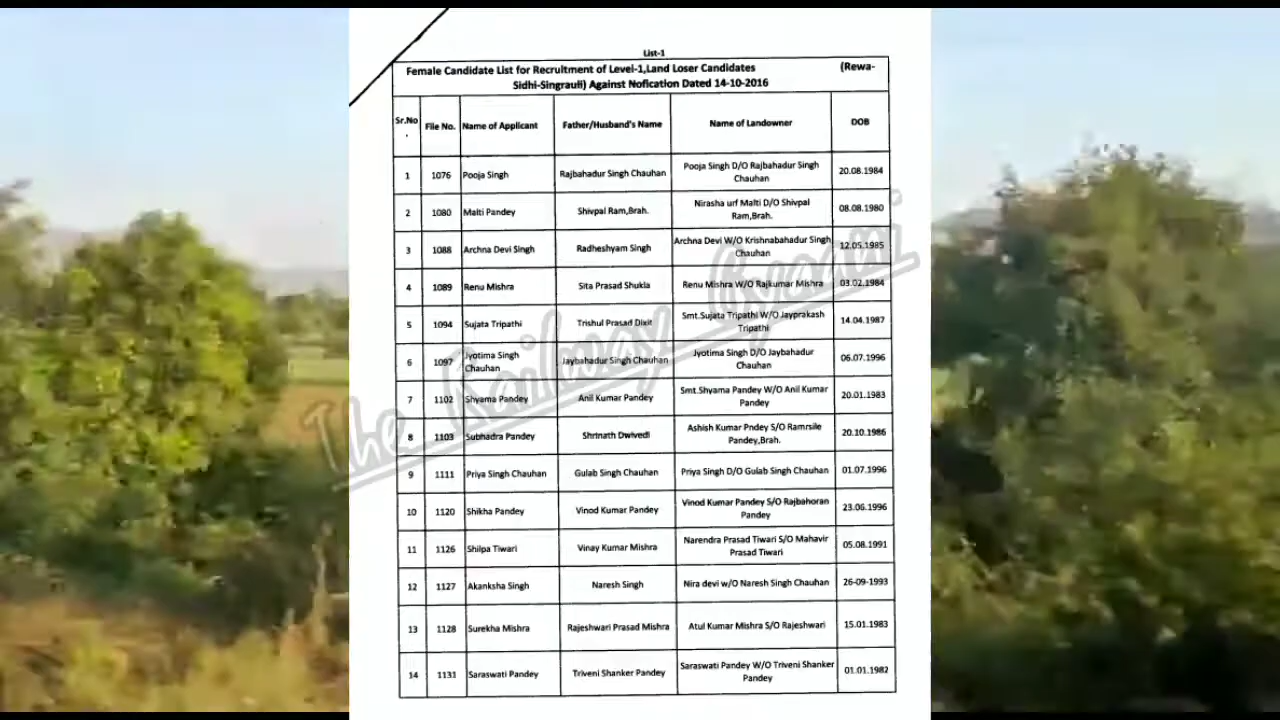 List-1
Female Candidate List for Recruitment of Level-1,Land Loser Candidates (Rewa-
Sidhi-Singrauli) Against Nofication Dated 14-10-2016
Sr.No. File No. Name of Applicant Father/Husband's Name Name of Landowner DOB
1 1076 Pooja Singh Rajbahadur Singh Chauhan Pooja Singh D/O Rajbahadur Singh Chauhan 20.08.1984
2 1080 Malti Pandey Shivpal Ram,Brah. Nirasha urf Malti D/O Shivpal Ram,Brah. 08.08.1980
3 1088 Archna Devi Singh Radheshyam Singh Archna Devi W/O Krishnabahadur Singh Chauhan 12.05.1985
4 1089 Renu Mishra Sita Prasad Shukla Renu Mishra W/O Rajkumar Mishra 03.02.1984
5 1094 Sujata Tripathi Trishul Prasad Dixit Smt.Sujata Tripathi W/O Jayprakash Tripathi 14.04.1987
6 1097 Jyotima Singh Chauhan Jaybahadur Singh Chauhan Jyotima Singh D/O Jaybahadur Chauhan 06.07.1996
7 1102 Shyama Pandey Anil Kumar Pandey Smt.Shyama Pandey W/O Anil Kumar Pandey 20.01.1983
8 1103 Subhadra Pandey Shrinath Dwivedi Ashish Kumar Pndey S/O Ramrsile Pandey,Brah. 20.10.1986
9 1111 Priya Singh Chauhan Gulab Singh Chauhan Priya Singh D/O Gulab Singh Chauhan 01.07.1996
10 1120 Shikha Pandey Vinod Kumar Pandey Vinod Kumar Pandey S/O Rajbahoran Pandey 23.06.1996
11 1126 Shilpa Tiwari Vinay Kumar Mishra Narendra Prasad Tiwari S/O Mahavir Prasad Tiwari 05.08.1991
12 1127 Akanksha Singh Naresh Singh Nira devi w/O Naresh Singh Chauhan 26-09-1993
13 1128 Surekha Mishra Rajeshwari Prasad Mishra Atul Kumar Mishra S/O Rajeshwari 15.01.1983
14 1131 Saraswati Pandey Triveni Shanker Pandey Saraswati Pandey W/O Triveni Shanker Pandey 01.01.1982
The Railway Gyaani